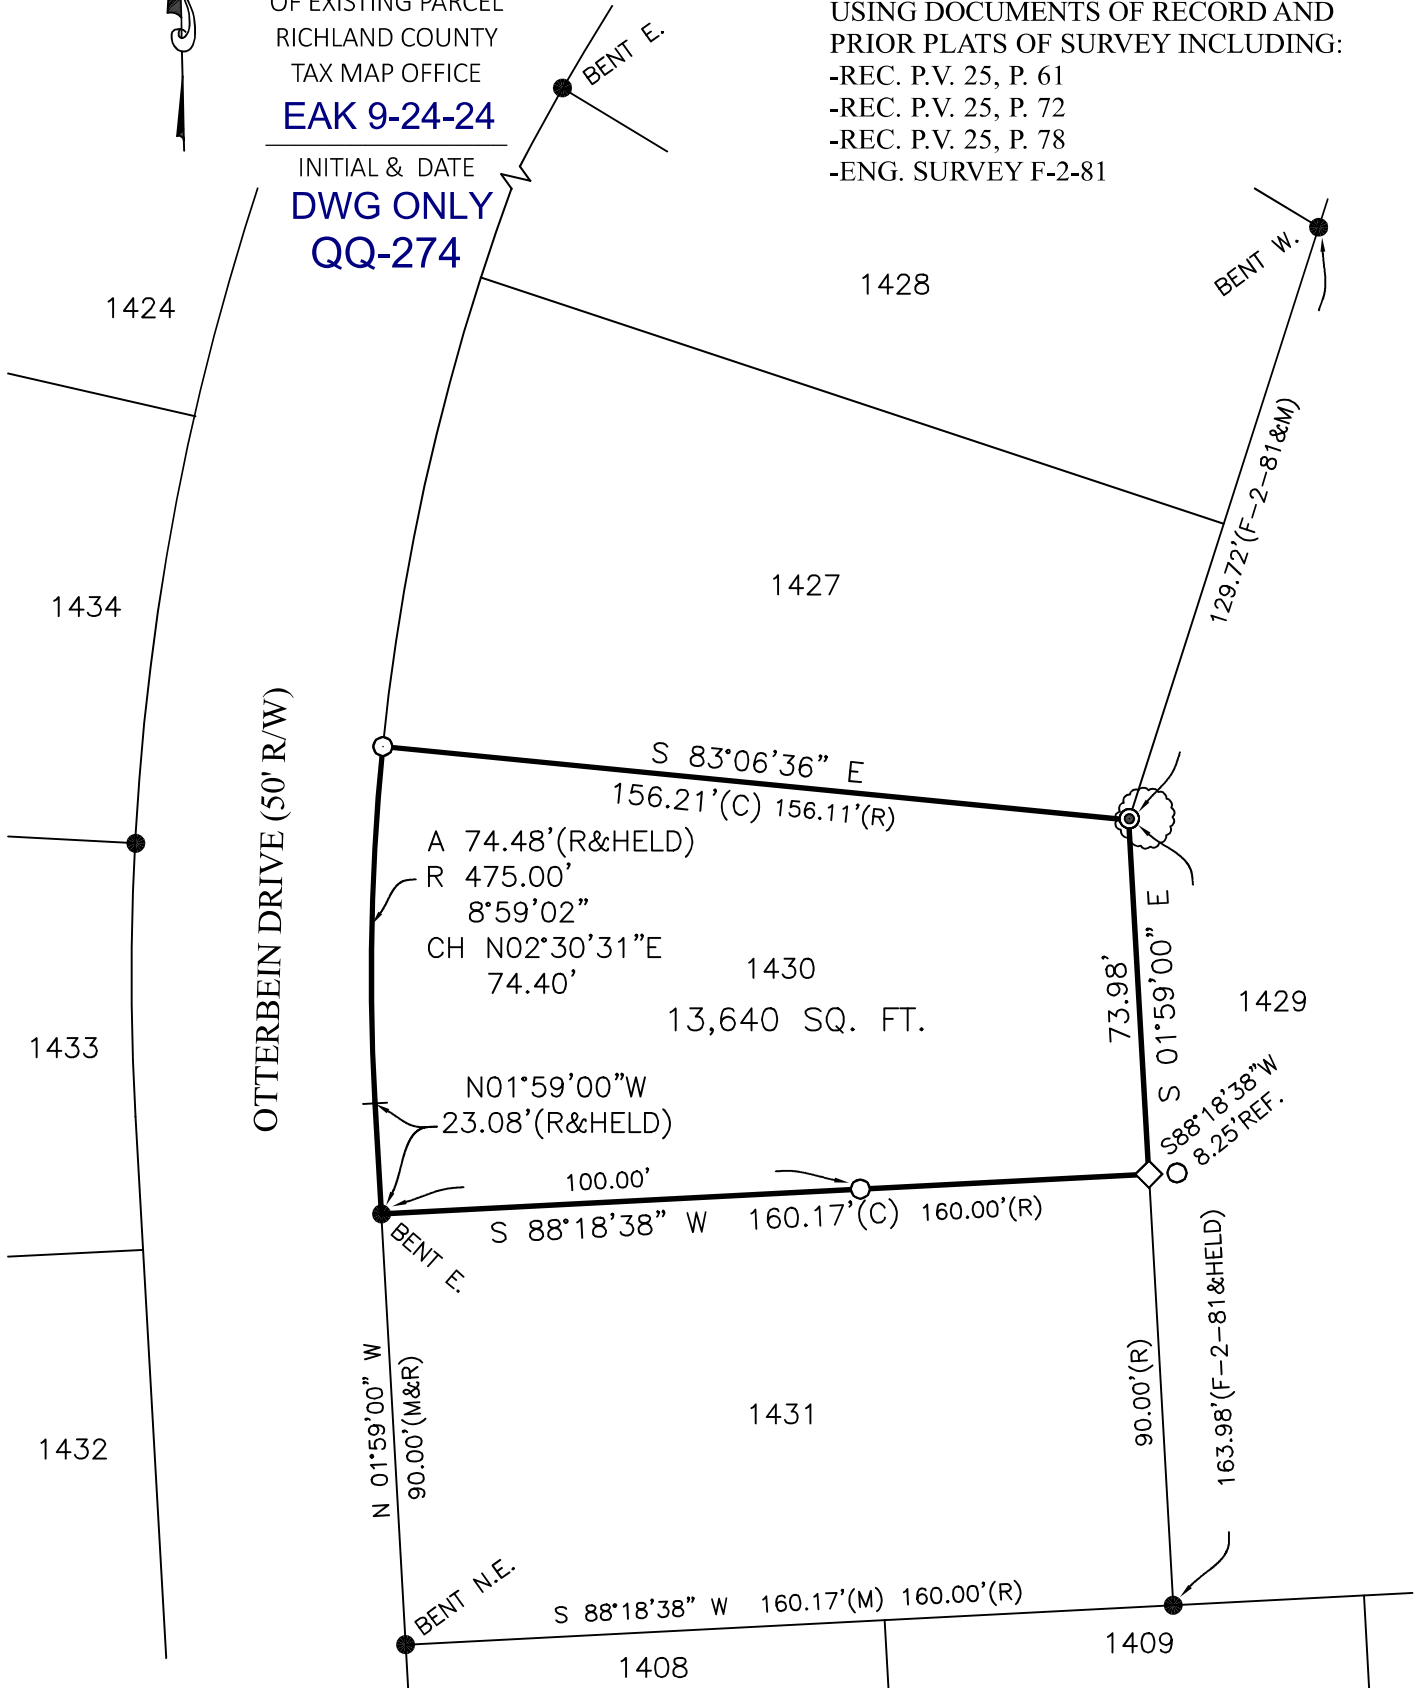 OF EXISTING PARCEL
RICHLAND COUNTY
TAX MAP OFFICE
EAK 9-24-24
INITIAL & DATE
DWG ONLY
QQ-274
USING DOCUMENTS OF RECORD AND
PRIOR PLATS OF SURVEY INCLUDING:
-REC. P.V. 25, P. 61
-REC. P.V. 25, P. 72
-REC. P.V. 25, P. 78
-ENG. SURVEY F-2-81
BENT E.
BENT W.
1424
1428
129.72'(F-2-81&M)
1427
1434
OTTERBEIN DRIVE (50' R/W)
S 83°06'36" E
156.21'(C) 156.11'(R)
A 74.48'(R&HELD)
R 475.00'
8°59'02"
CH N02°30'31"E
74.40'
1430
13,640 SQ. FT.
73.98'
S 01°59'00" E
1429
1433
N01°59'00"W
23.08'(R&HELD)
S88°18'38"W
8.25'REF.
100.00'
S 88°18'38" W 160.17'(C) 160.00'(R)
BENT E.
N 01°59'00" W
90.00'(M&R)
1431
90.00'(R)
163.98'(F-2-81&HELD)
1432
BENT N.E.
S 88°18'38" W 160.17'(M) 160.00'(R)
1408
1409